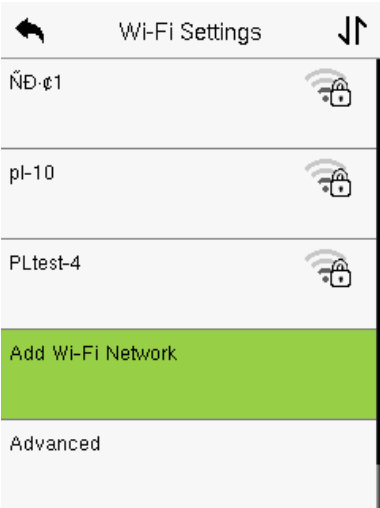 Wi-Fi Settings
ÑÐ·¢1
pl-10
PLtest-4
Add Wi-Fi Network
Advanced